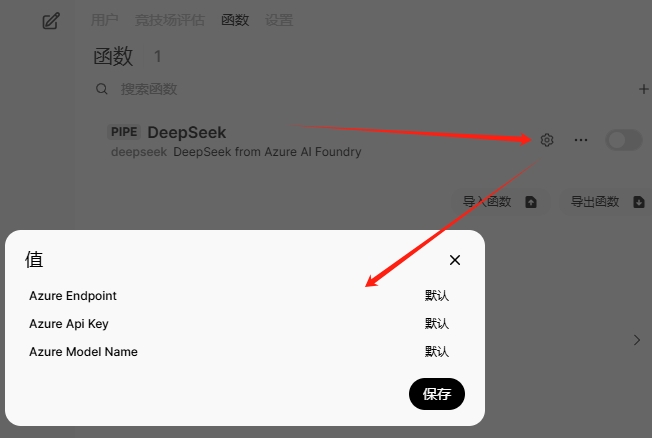 用户 竞技场评估 函数 设置
函数 1
搜索函数
PIPE DeepSeek
deepseek DeepSeek from Azure AI Foundry
导入函数 导出函数
值
Azure Endpoint 默认
Azure Api Key 默认
Azure Model Name 默认
保存